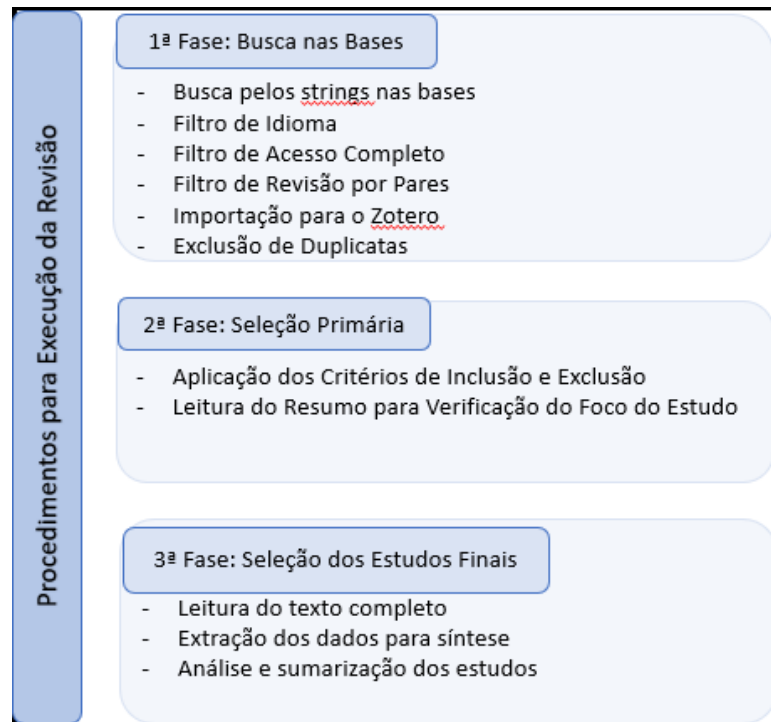 Procedimentos para Execução da Revisão
1ª Fase: Busca nas Bases
- Busca pelos strings nas bases
- Filtro de Idioma
- Filtro de Acesso Completo
- Filtro de Revisão por Pares
- Importação para o Zotero
- Exclusão de Duplicatas
2ª Fase: Seleção Primária
- Aplicação dos Critérios de Inclusão e Exclusão
- Leitura do Resumo para Verificação do Foco do Estudo
3ª Fase: Seleção dos Estudos Finais
- Leitura do texto completo
- Extração dos dados para síntese
- Análise e sumarização dos estudos